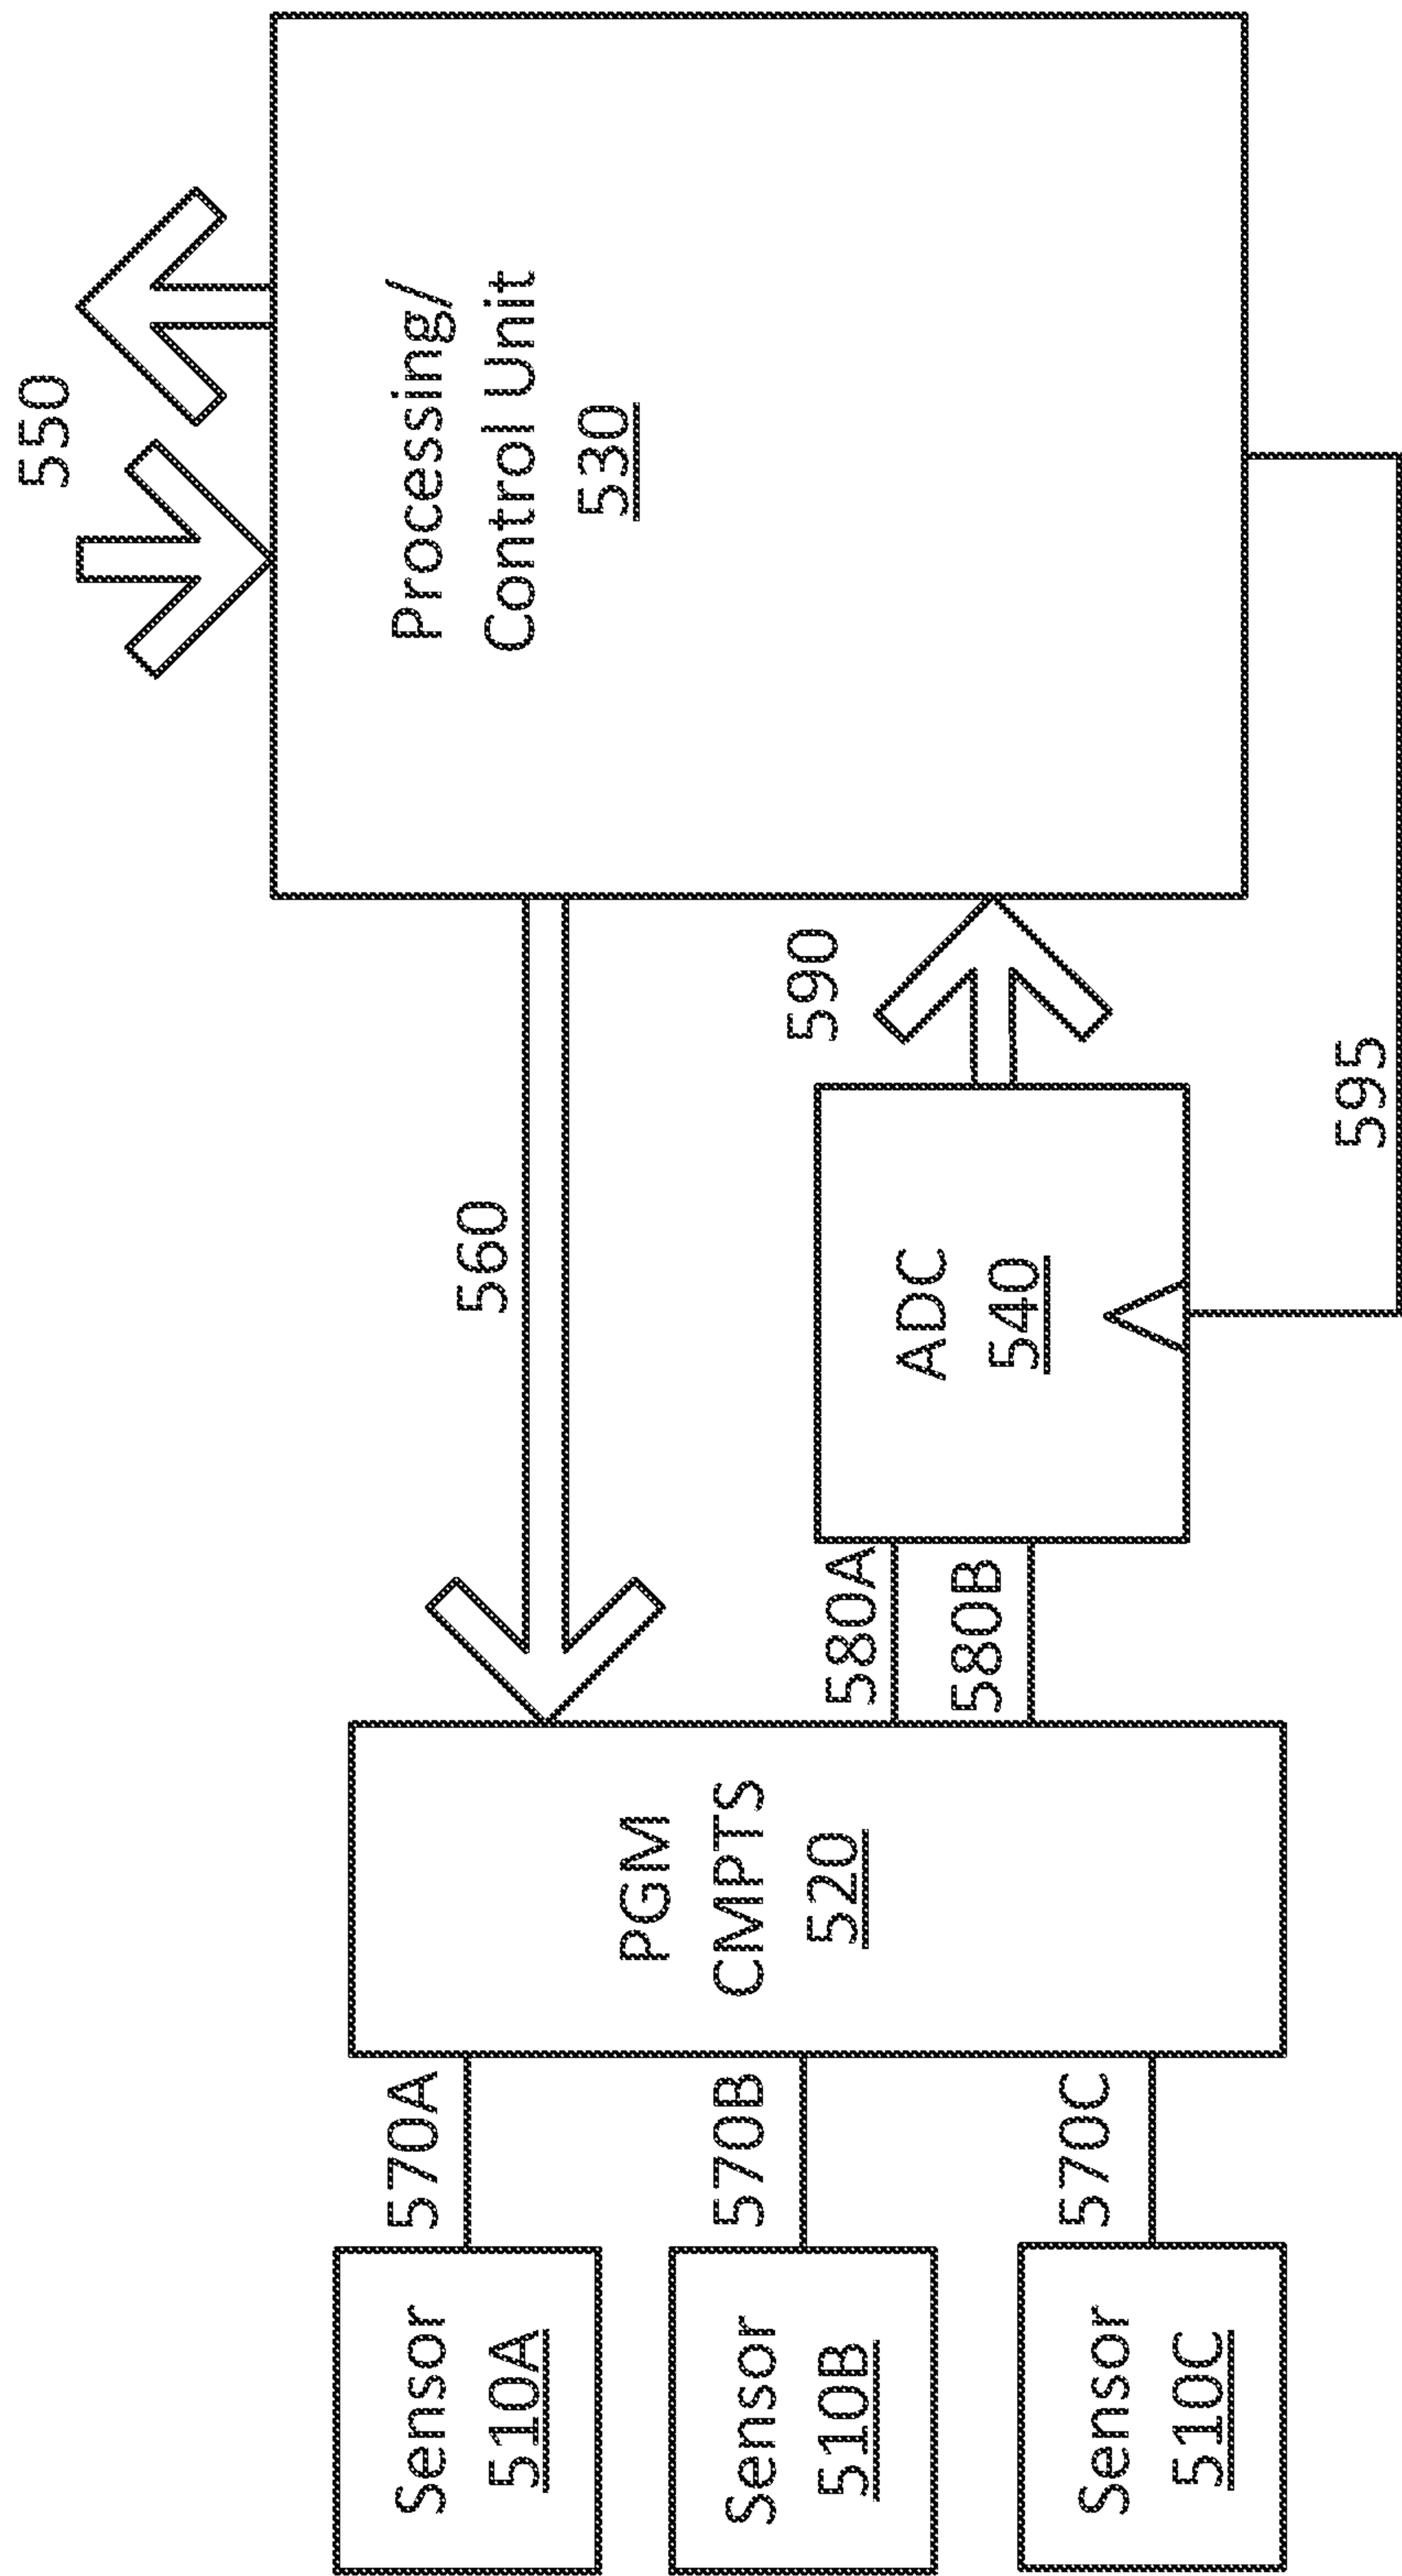 550
Processing/
Control Unit
530
560
590
595
ADC
540
580A
580B
PGM
CMPTS
520
570A
570B
570C
Sensor
510A
Sensor
510B
Sensor
510C